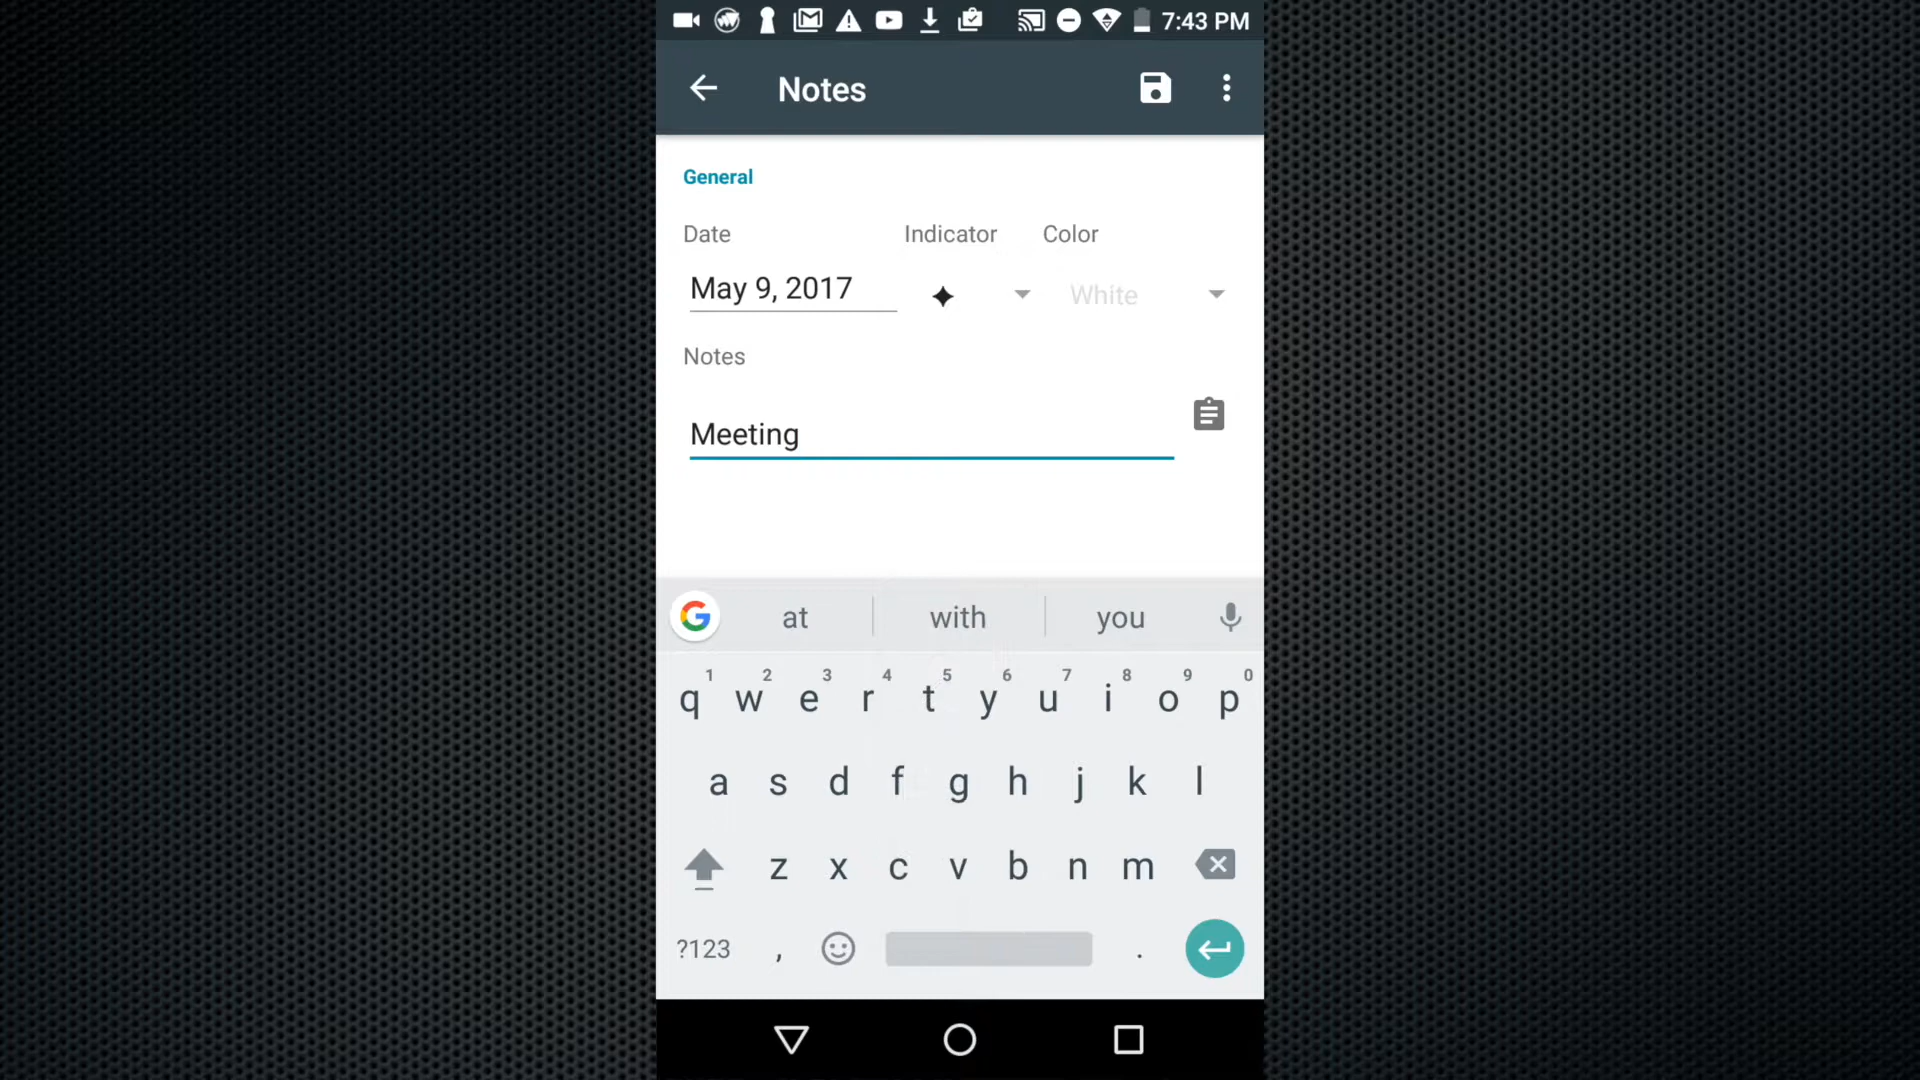 7:43 PM
Notes
General
Date Indicator Color
May 9, 2017 White
Notes
Meeting
G at with you
1 2 3 4 5 6 7 8 9 0
q w e r t y u i o p
a s d f g h j k l
z x c v b n m
?123 , .